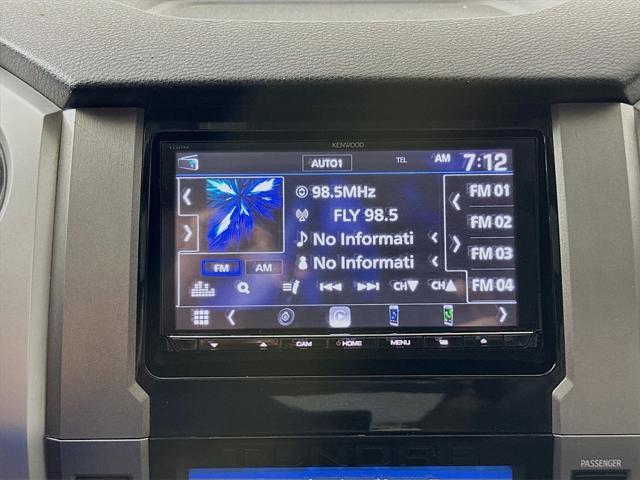 KENWOOD
AUTO1 TEL AM 7:12
98.5MHz FM 01
FLY 98.5 FM 02
No Informati FM 03
No Informati FM 04
FM AM
CH▼ CH▲
CAM HOME MENU
TUNDRA
PASSENGER